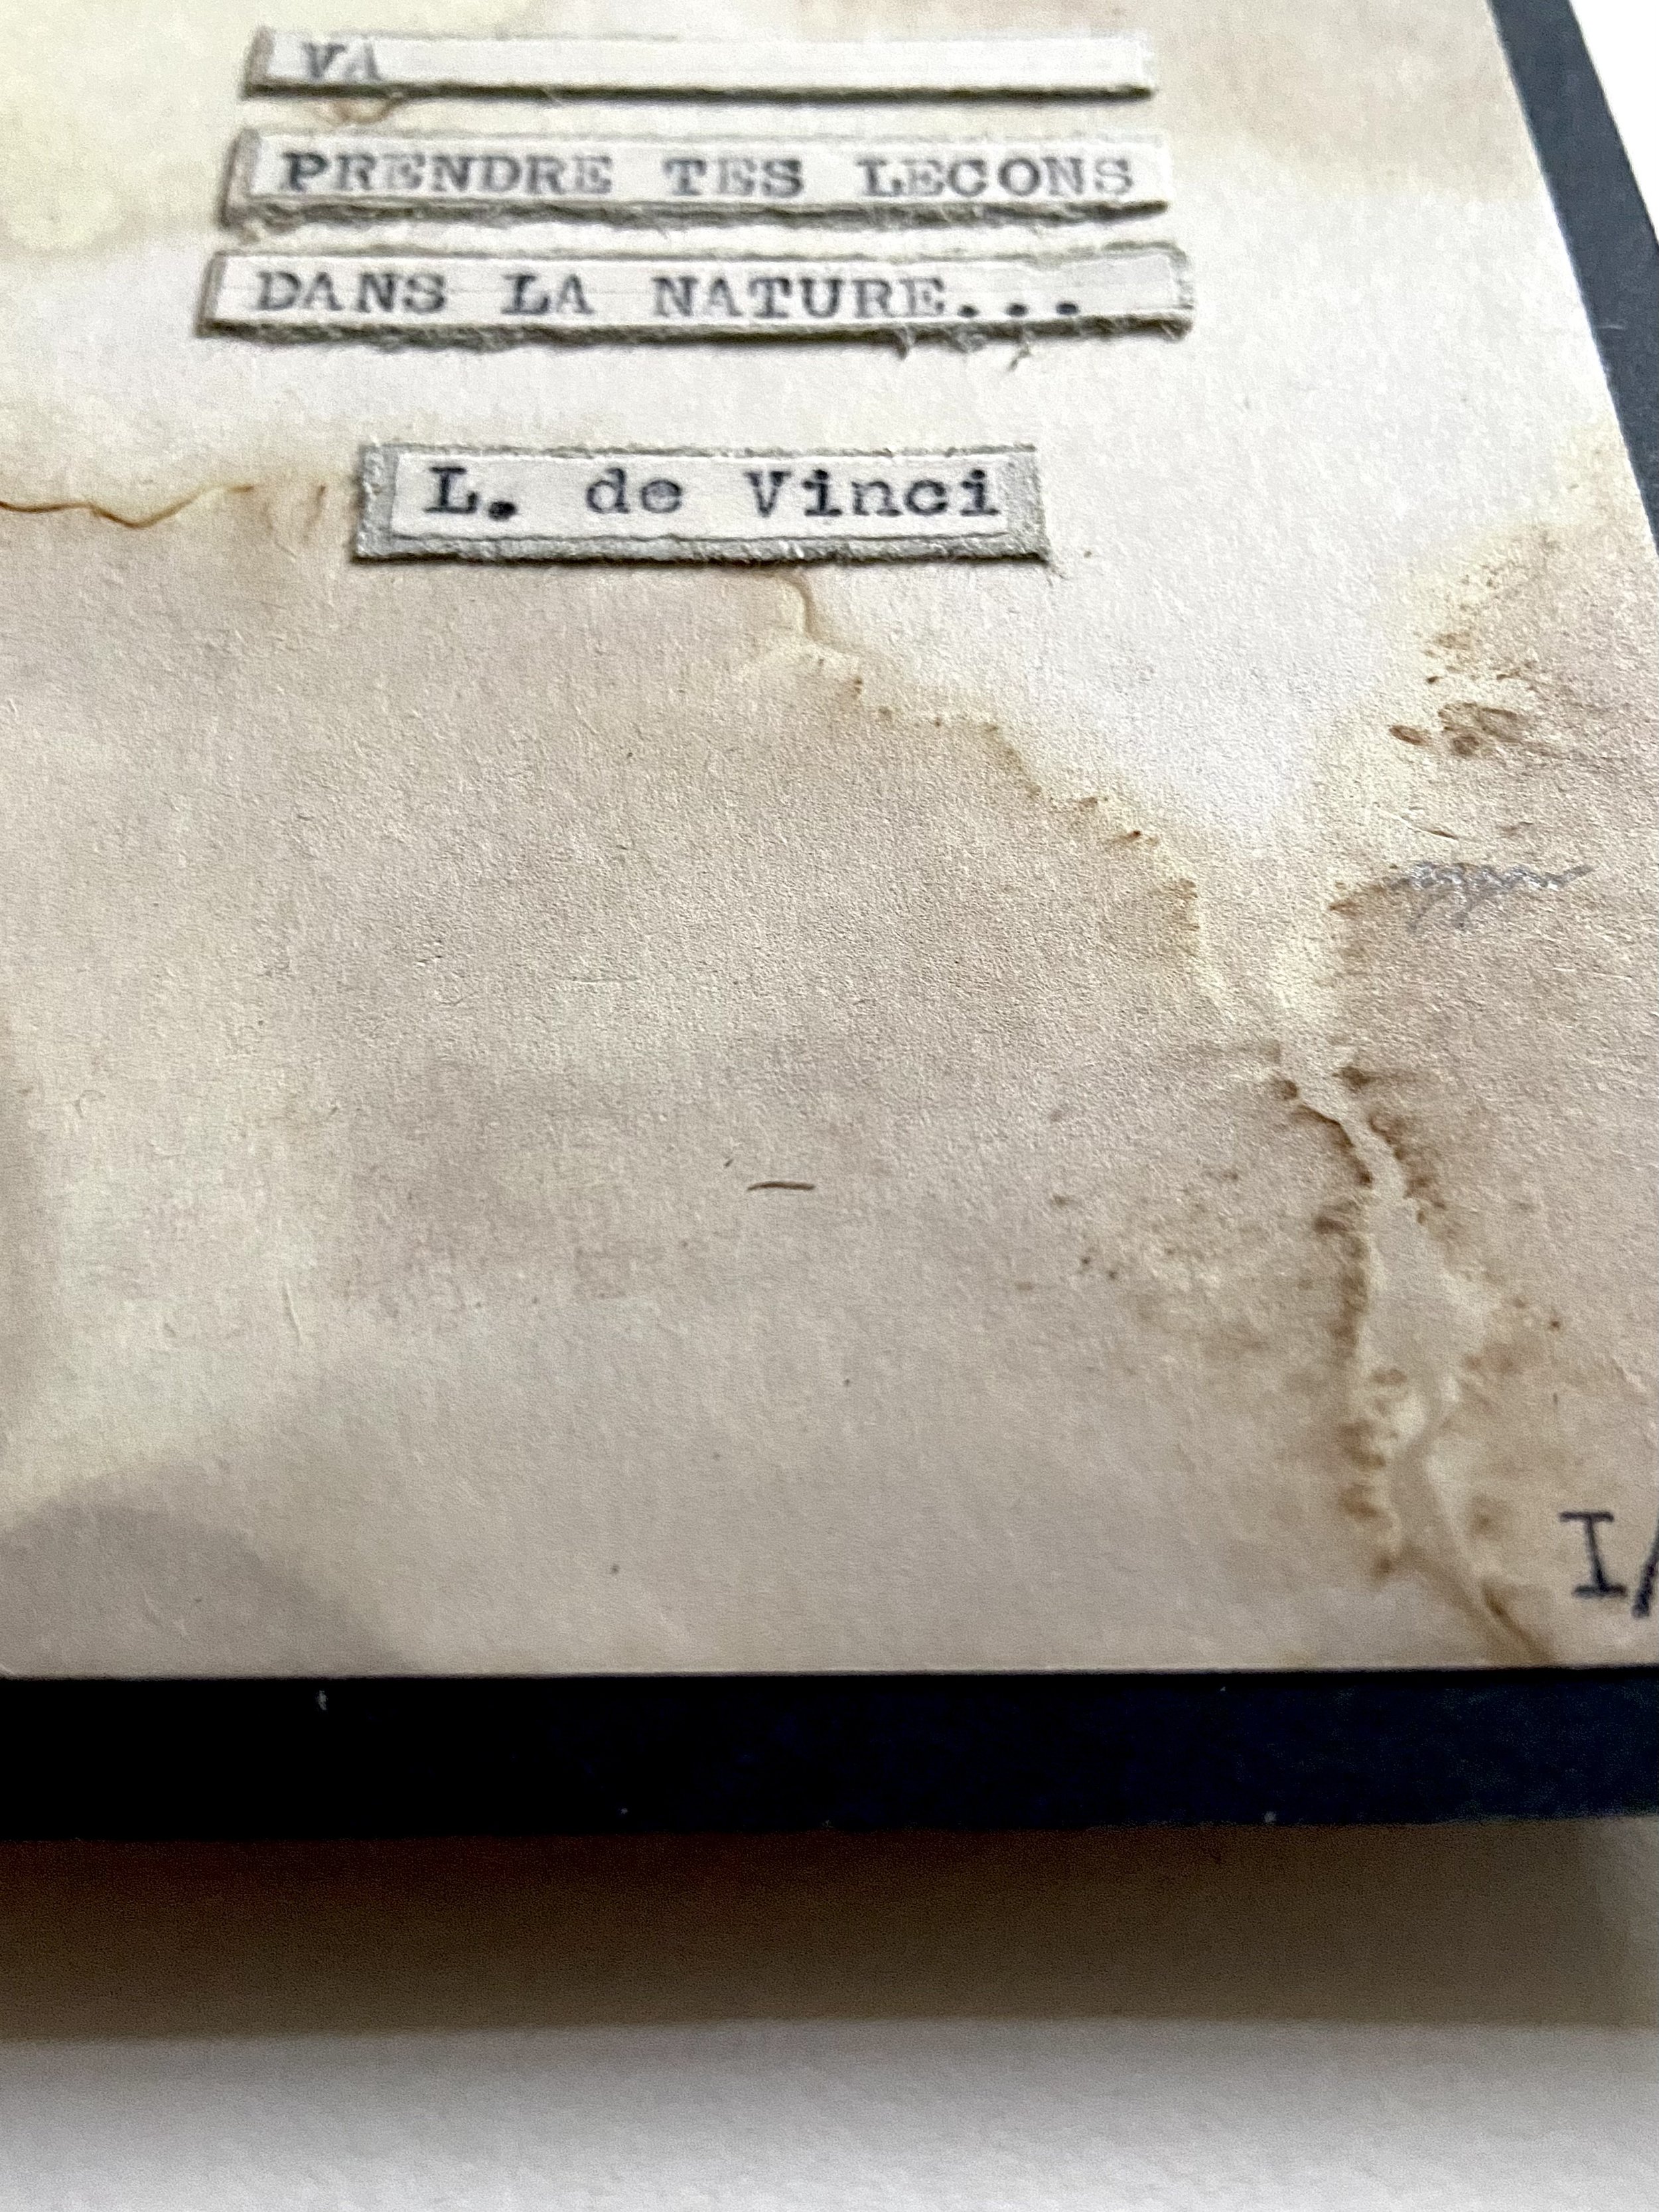 VA
PRENDRE TES LECONS
DANS LA NATURE...
L. de Vinci
I/